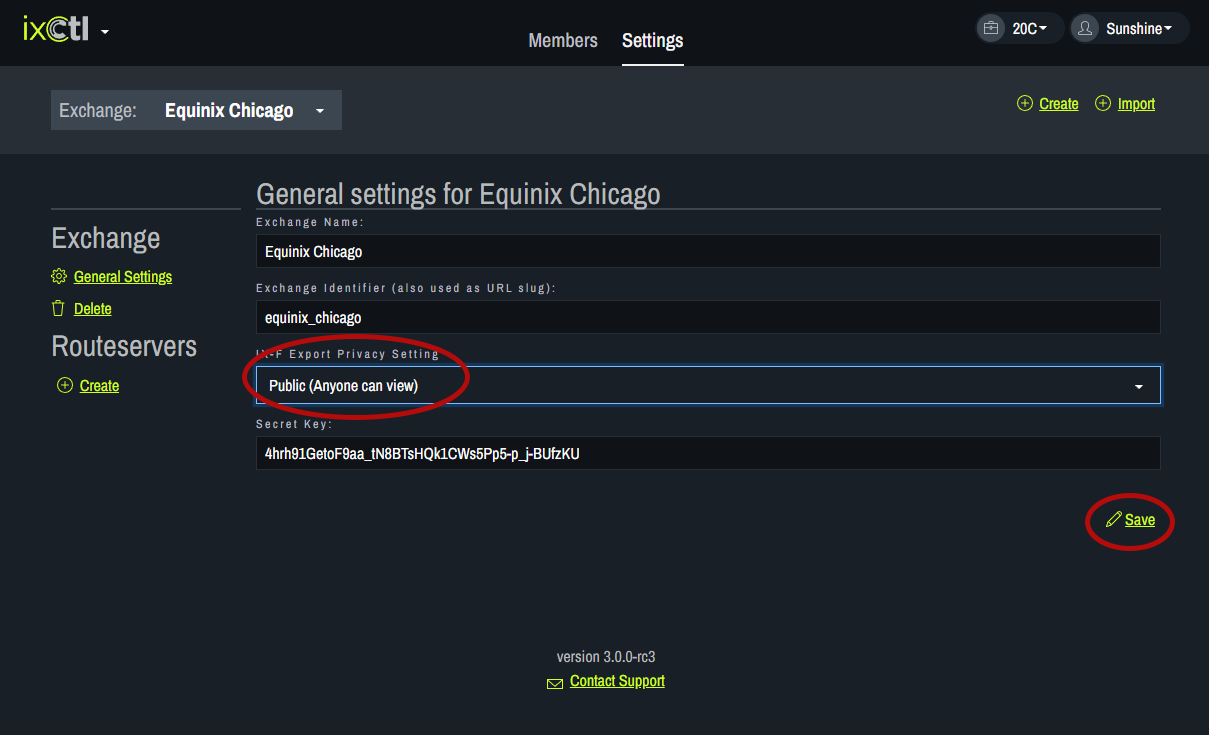 ixCtl
Members
Settings
20C
Sunshine
Exchange: Equinix Chicago
Create
Import
Exchange
General Settings
Delete
Routeservers
Create
General settings for Equinix Chicago
Exchange Name:
Equinix Chicago
Exchange Identifier (also used as URL slug):
equinix_chicago
IX-F Export Privacy Setting
Public (Anyone can view)
Secret Key:
4hrh91GetoF9aa_tN8BTsHQk1CWs5Pp5-p_j-BUfzKU
Save
version 3.0.0-rc3
Contact Support